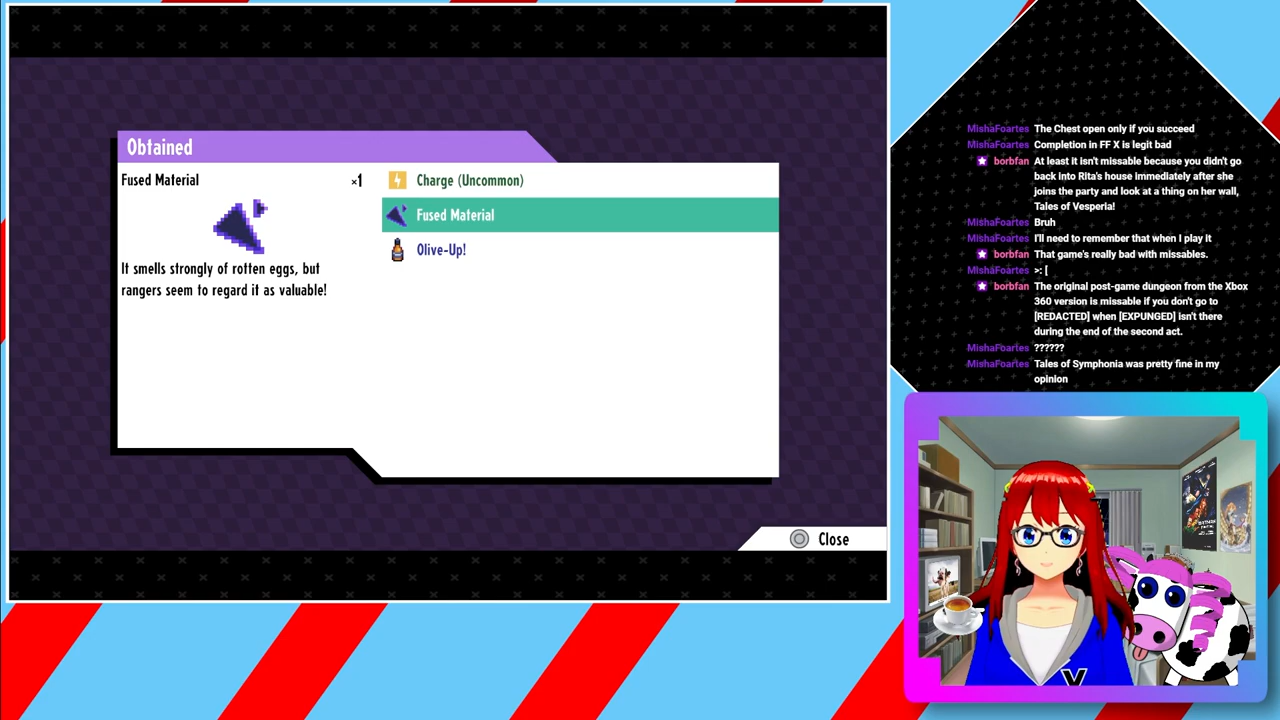 Obtained
Fused Material ×1
It smells strongly of rotten eggs, but
rangers seem to regard it as valuable!
Charge (Uncommon)
Fused Material
Olive-Up!
Close
MishaFoartes The Chest open only if you succeed
MishaFoartes Completion in FF X is legit bad
borbfan At least it isn't missable because you didn't go
back into Rita's house immediately after she
joins the party and look at a thing on her wall,
Tales of Vesperia!
MishaFoartes Bruh
MishaFoartes I'll need to remember that when I play it
borbfan That game's really bad with missables.
MishaFoartes >: [
borbfan The original post-game dungeon from the Xbox
360 version is missable if you don't go to
[REDACTED] when [EXPUNGED] isn't there
during the end of the second act.
MishaFoartes ??????
MishaFoartes Tales of Symphonia was pretty fine in my
opinion